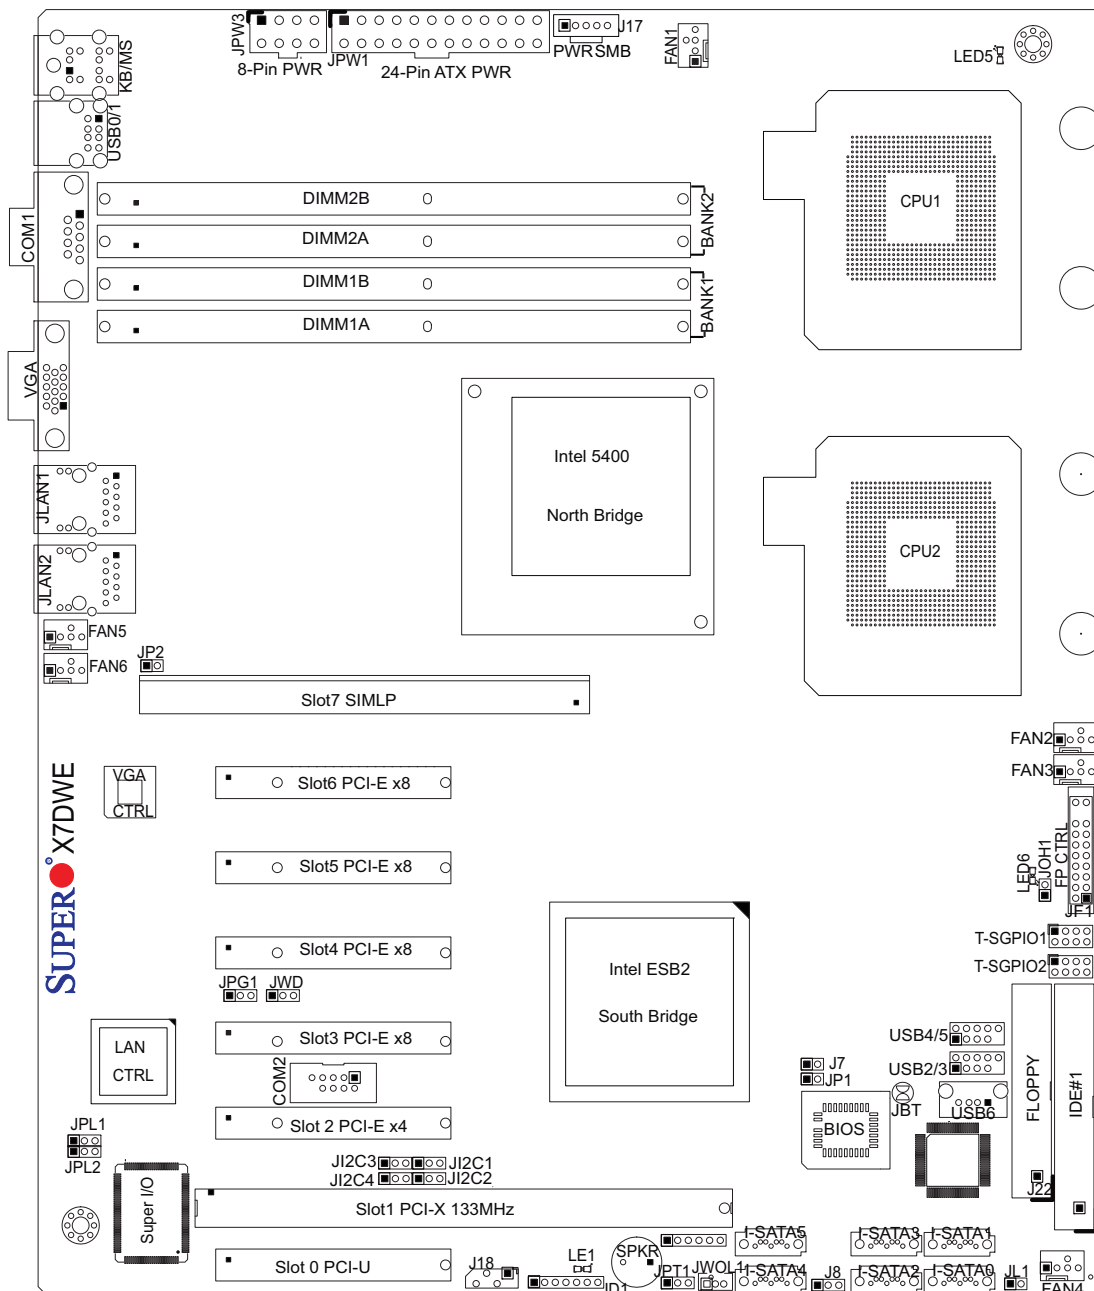 JPW3
JPW1
J17
PWR SMB
8-Pin PWR
24-Pin ATX PWR
FAN1
LED5
KB/MS
USB0/1
COM1
VGA
JLAN1
JLAN2
FAN5
FAN6
DIMM2B
DIMM2A
DIMM1B
DIMM1A
BANK2
BANK1
CPU1
CPU2
Intel 5400
North Bridge
JP2
Slot7 SIMLP
FAN2
FAN3
SUPER X7DWE
VGA
CTRL
Slot6 PCI-E x8
Slot5 PCI-E x8
Slot4 PCI-E x8
JPG1
JWD
Slot3 PCI-E x8
COM2
Slot 2 PCI-E x4
LED6
JOH1
FP CTRL
JF1
T-SGPIO1
T-SGPIO2
Intel ESB2
South Bridge
LAN
CTRL
USB4/5
USB2/3
USB6
J7
JP1
JBT
BIOS
FLOPPY
IDE#1
J22
JPL1
JPL2
Super I/O
JI2C3
JI2C1
JI2C4
JI2C2
Slot1 PCI-X 133MHz
Slot 0 PCI-U
J18
LE1
JD1
SPKR
JPT1
JWOL1
I-SATA5
I-SATA4
I-SATA3
I-SATA2
I-SATA1
I-SATA0
J8
JL1
FAN4